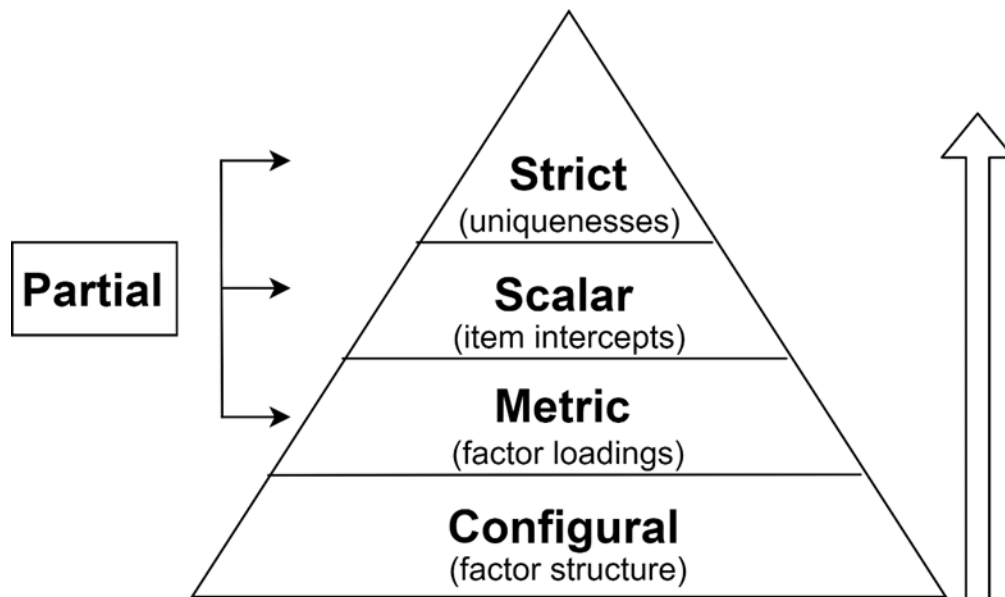 Strict
(uniquenesses)
Partial
Scalar
(item intercepts)
Metric
(factor loadings)
Configural
(factor structure)